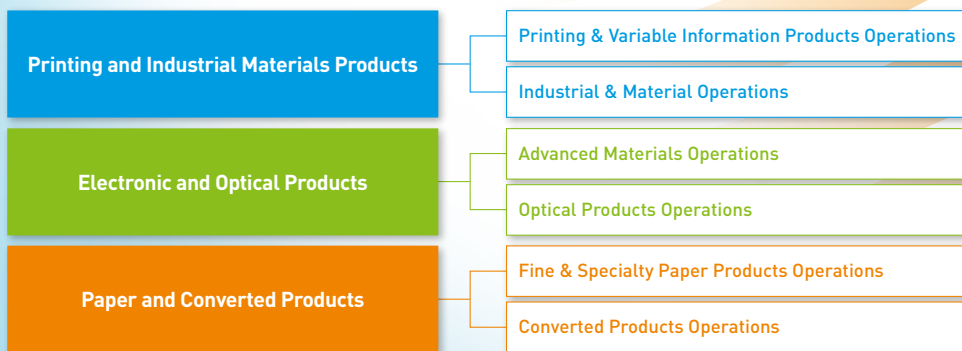 Printing and Industrial Materials Products
Printing & Variable Information Products Operations
Industrial & Material Operations
Electronic and Optical Products
Advanced Materials Operations
Optical Products Operations
Paper and Converted Products
Fine & Specialty Paper Products Operations
Converted Products Operations